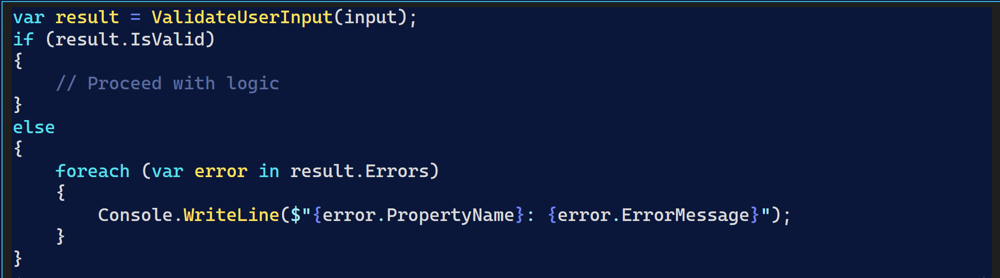 var result = ValidateUserInput(input);
if (result.IsValid)
{
    // Proceed with logic
}
else
{
    foreach (var error in result.Errors)
    {
        Console.WriteLine($"{error.PropertyName}: {error.ErrorMessage}");
    }
}